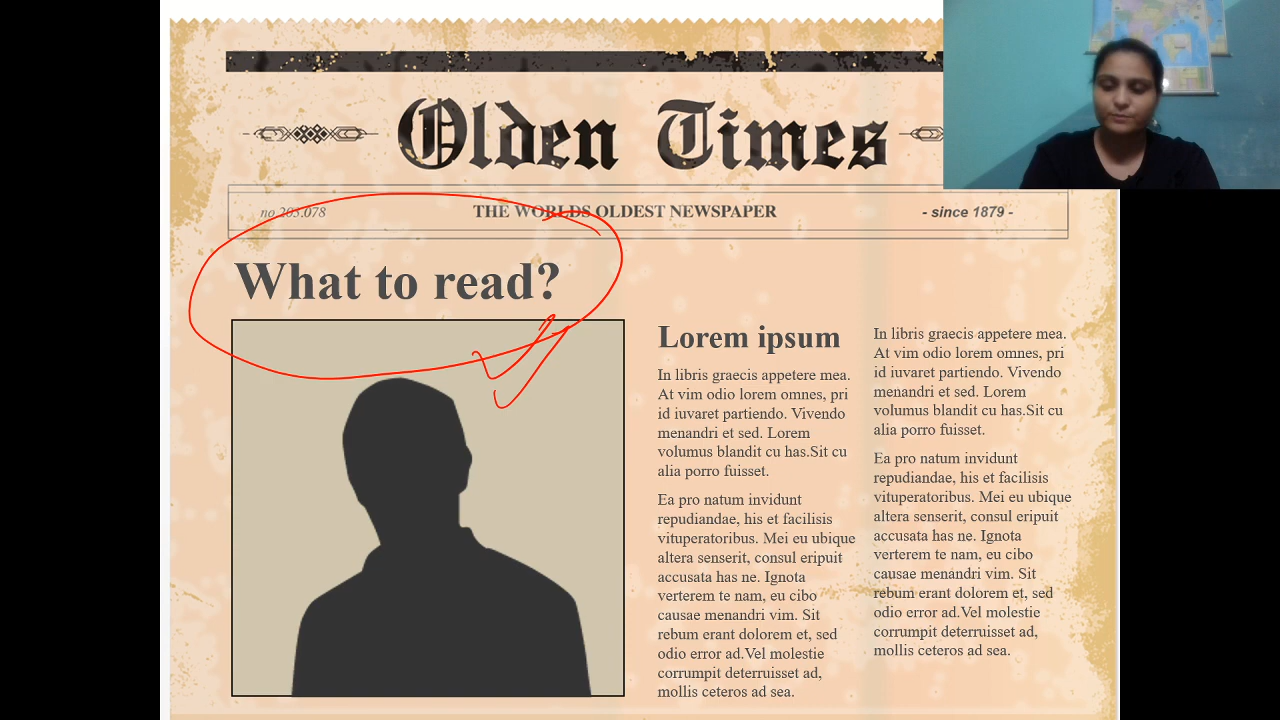 Olden Times
no 203.078
THE WORLDS OLDEST NEWSPAPER
- since 1879 -
What to read?
Lorem ipsum
In libris graecis appetere mea.
At vim odio lorem omnes, pri
id iuvaret partiendo. Vivendo
menandri et sed. Lorem
volumus blandit cu has.Sit cu
alia porro fuisset.
Ea pro natum invidunt
repudiandae, his et facilisis
vituperatoribus. Mei eu ubique
altera senserit, consul eripuit
accusata has ne. Ignota
verterem te nam, eu cibo
causae menandri vim. Sit
rebum erant dolorem et, sed
odio error ad.Vel molestie
corrumpit deterruisset ad,
mollis ceteros ad sea.
In libris graecis appetere mea.
At vim odio lorem omnes, pri
id iuvaret partiendo. Vivendo
menandri et sed. Lorem
volumus blandit cu has.Sit cu
alia porro fuisset.
Ea pro natum invidunt
repudiandae, his et facilisis
vituperatoribus. Mei eu ubique
altera senserit, consul eripuit
accusata has ne. Ignota
verterem te nam, eu cibo
causae menandri vim. Sit
rebum erant dolorem et, sed
odio error ad.Vel molestie
corrumpit deterruisset ad,
mollis ceteros ad sea.